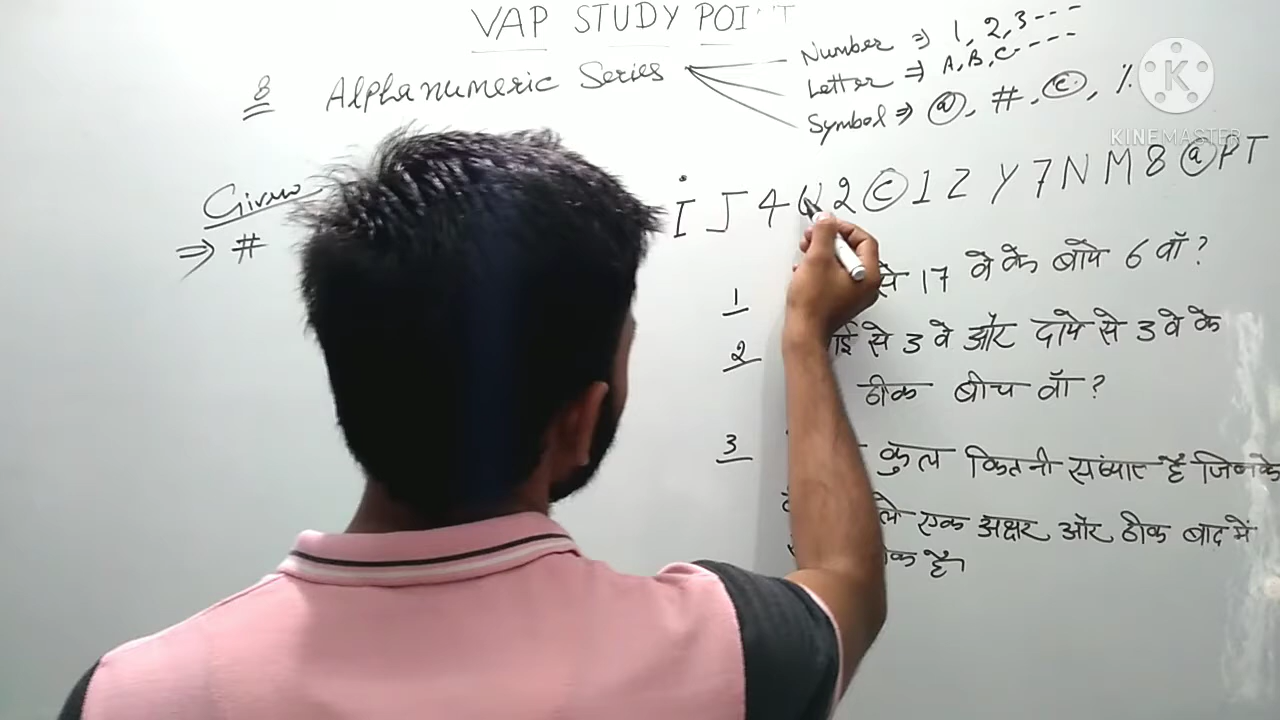 VAP STUDY POINT
8 Alphanumeric Series
Number ⇒ 1, 2, 3---
Letter ⇒ A, B, C----
Symbol ⇒ @, #, ©, %
KINEMASTER
Given
⇒ #
I J 4 2 © 1 Z Y 7 N M 8 @ P T
1 से 17 वे के बांये 6 वॉ?
2 से 3 वे और दांये से 3 वे के
ठीक बीच वॉ?
3 कुल कितनी संख्याए है जिनके
एक अक्षर और ठीक बाद में
है।